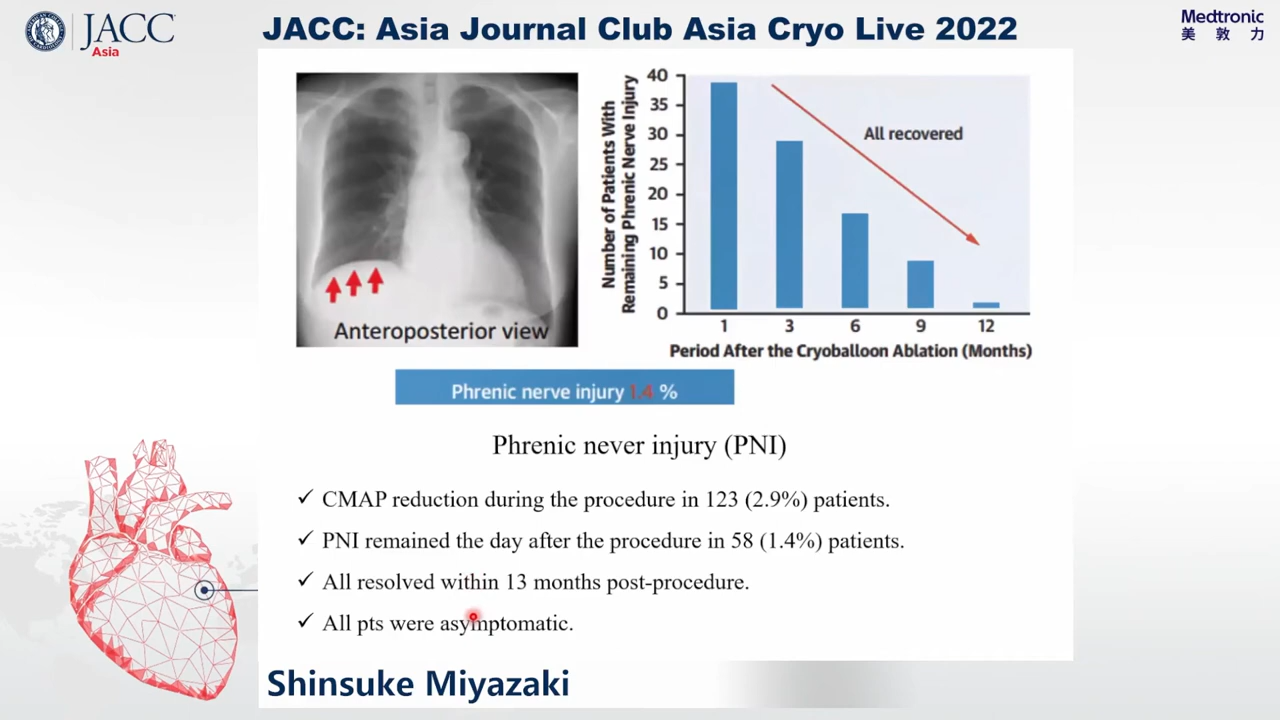 JACC
Asia
JACC: Asia Journal Club Asia Cryo Live 2022
Medtronic
美敦力
Anteroposterior view
Number of Patients With
Remaining Phrenic Nerve Injury
40
35
30
25
20
15
10
5
0
All recovered
1 3 6 9 12
Period After the Cryoballoon Ablation (Months)
Phrenic nerve injury 1.4 %
Phrenic never injury (PNI)
✓ CMAP reduction during the procedure in 123 (2.9%) patients.
✓ PNI remained the day after the procedure in 58 (1.4%) patients.
✓ All resolved within 13 months post-procedure.
✓ All pts were asymptomatic.
Shinsuke Miyazaki